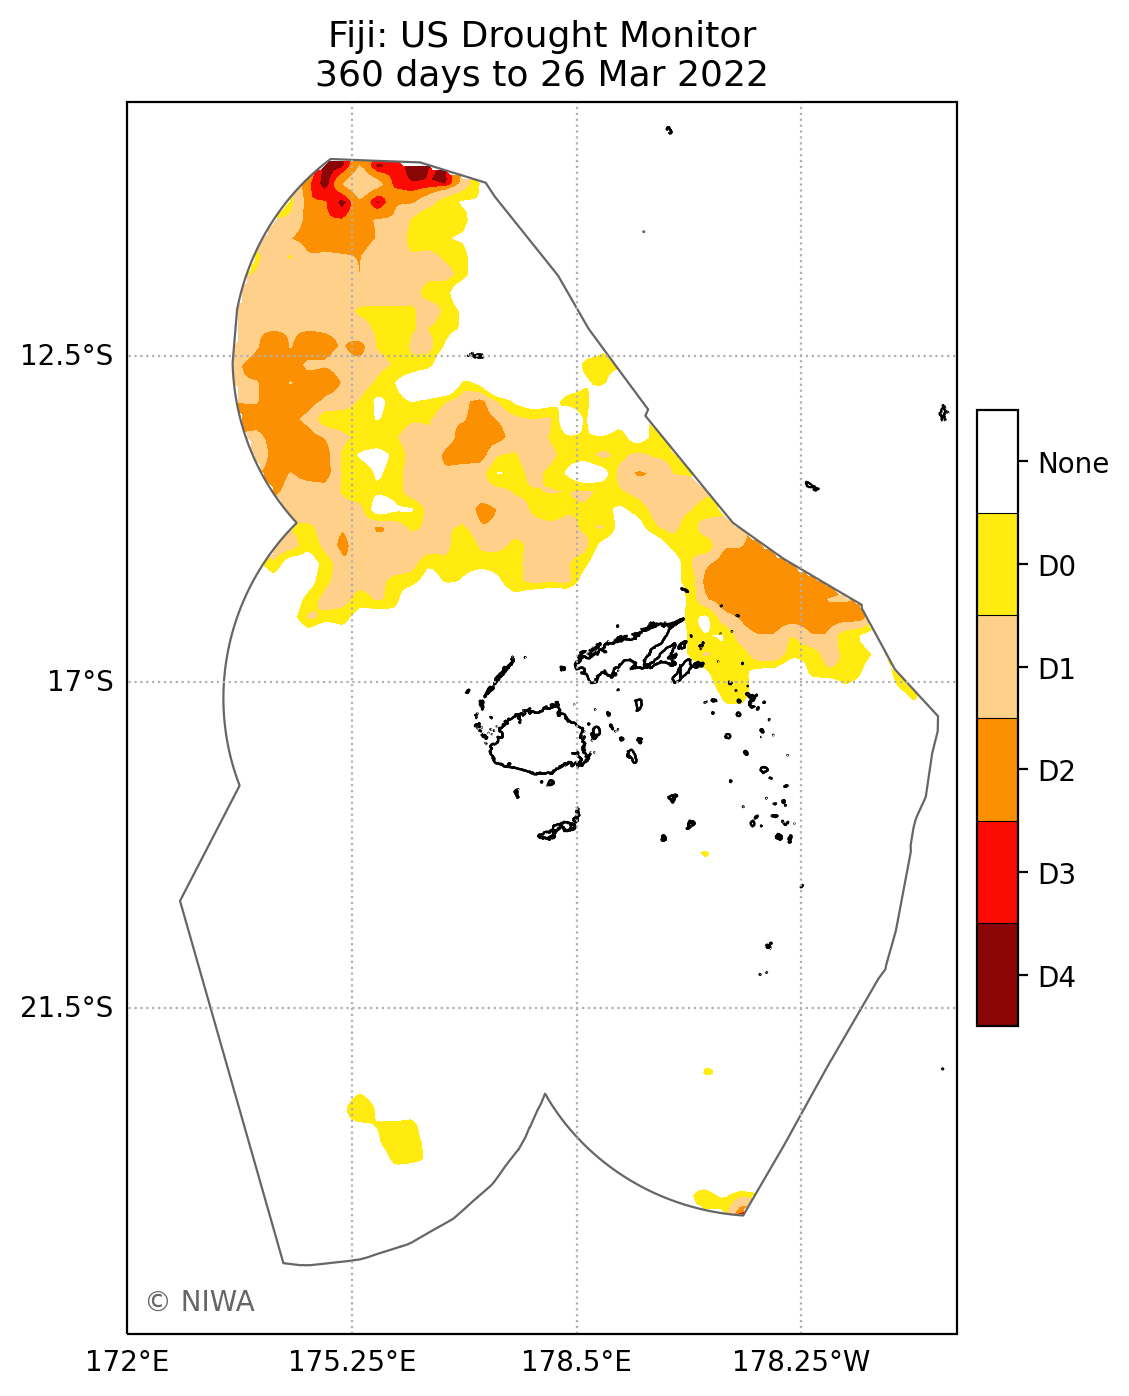 Fiji: US Drought Monitor
360 days to 26 Mar 2022
12.5°S
17°S
21.5°S
172°E
175.25°E
178.5°E
178.25°W
None
D0
D1
D2
D3
D4
© NIWA